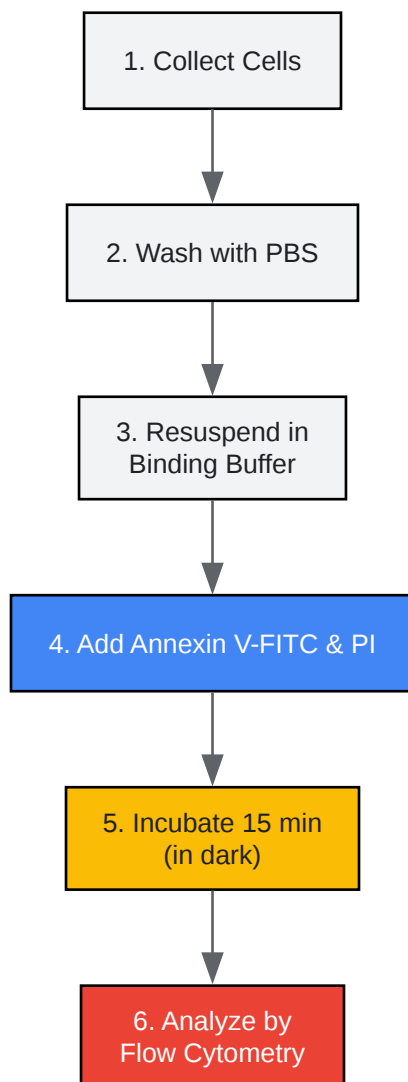 1. Collect Cells
2. Wash with PBS
3. Resuspend in
Binding Buffer
4. Add Annexin V-FITC & PI
5. Incubate 15 min
(in dark)
6. Analyze by
Flow Cytometry